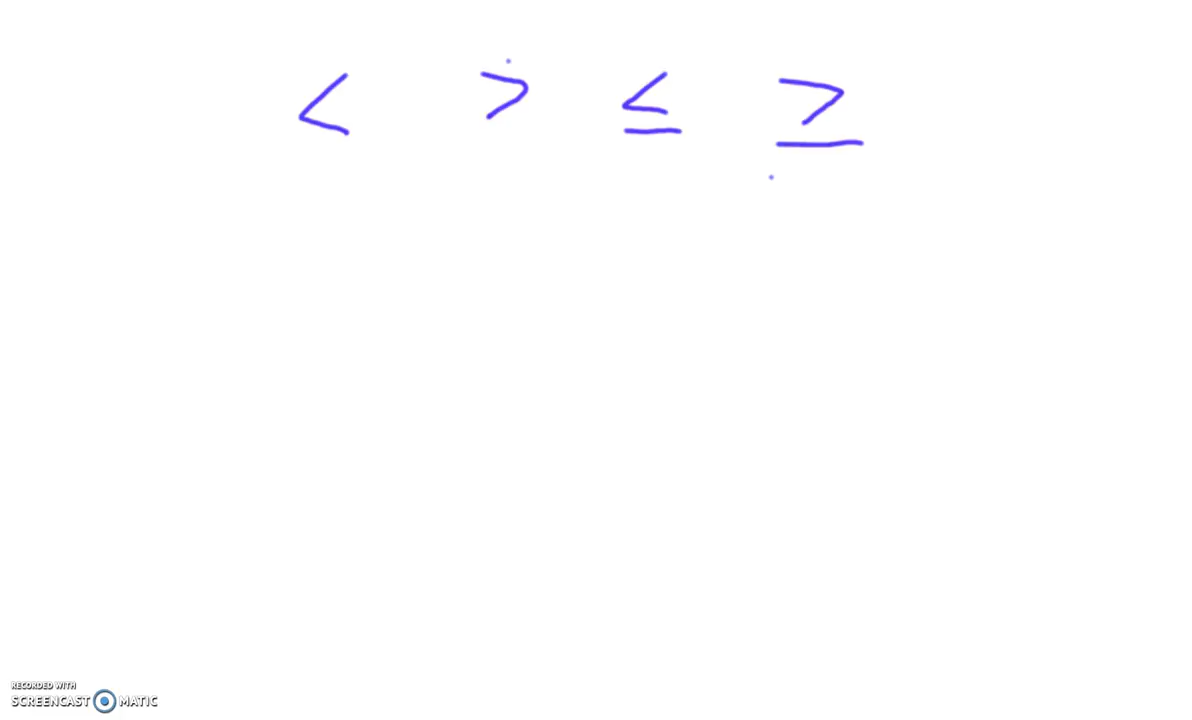 < > ≤ ≥
RECORDED WITH
SCREENCAST MATIC